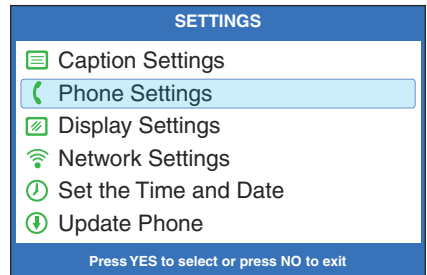 SETTINGS
Caption Settings
Phone Settings
Display Settings
Network Settings
Set the Time and Date
Update Phone
Press YES to select or press NO to exit